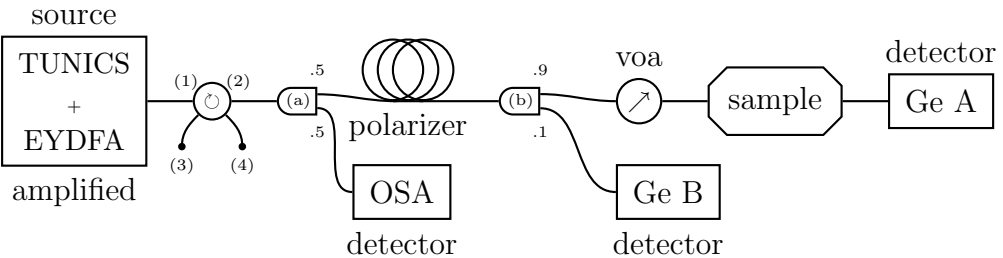 source
TUNICS
+
EYDFA
amplified
(1)
↻
(2)
(3)
(4)
(a)
.5
.5
polarizer
OSA
detector
(b)
.9
.1
Ge B
detector
voa
sample
detector
Ge A